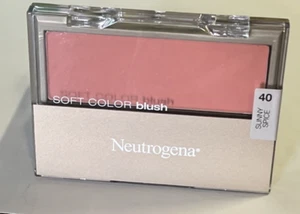 SOFT COLOR blush
40
SUNNY
SPICE
Neutrogena®